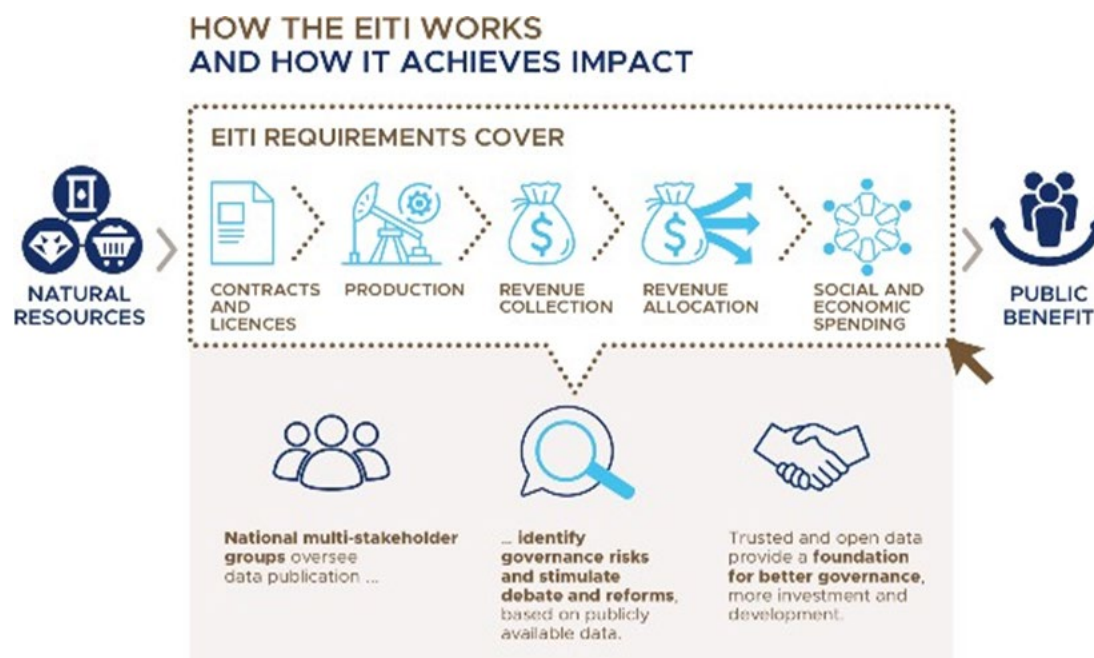 HOW THE EITI WORKS
AND HOW IT ACHIEVES IMPACT
EITI REQUIREMENTS COVER
NATURAL
RESOURCES
CONTRACTS
AND
LICENCES
PRODUCTION
REVENUE
COLLECTION
REVENUE
ALLOCATION
SOCIAL AND
ECONOMIC
SPENDING
PUBLIC
BENEFIT
National multi-stakeholder
groups oversee
data publication ...
... identify
governance risks
and stimulate
debate and reforms,
based on publicly
available data.
Trusted and open data
provide a foundation
for better governance,
more investment and
development.